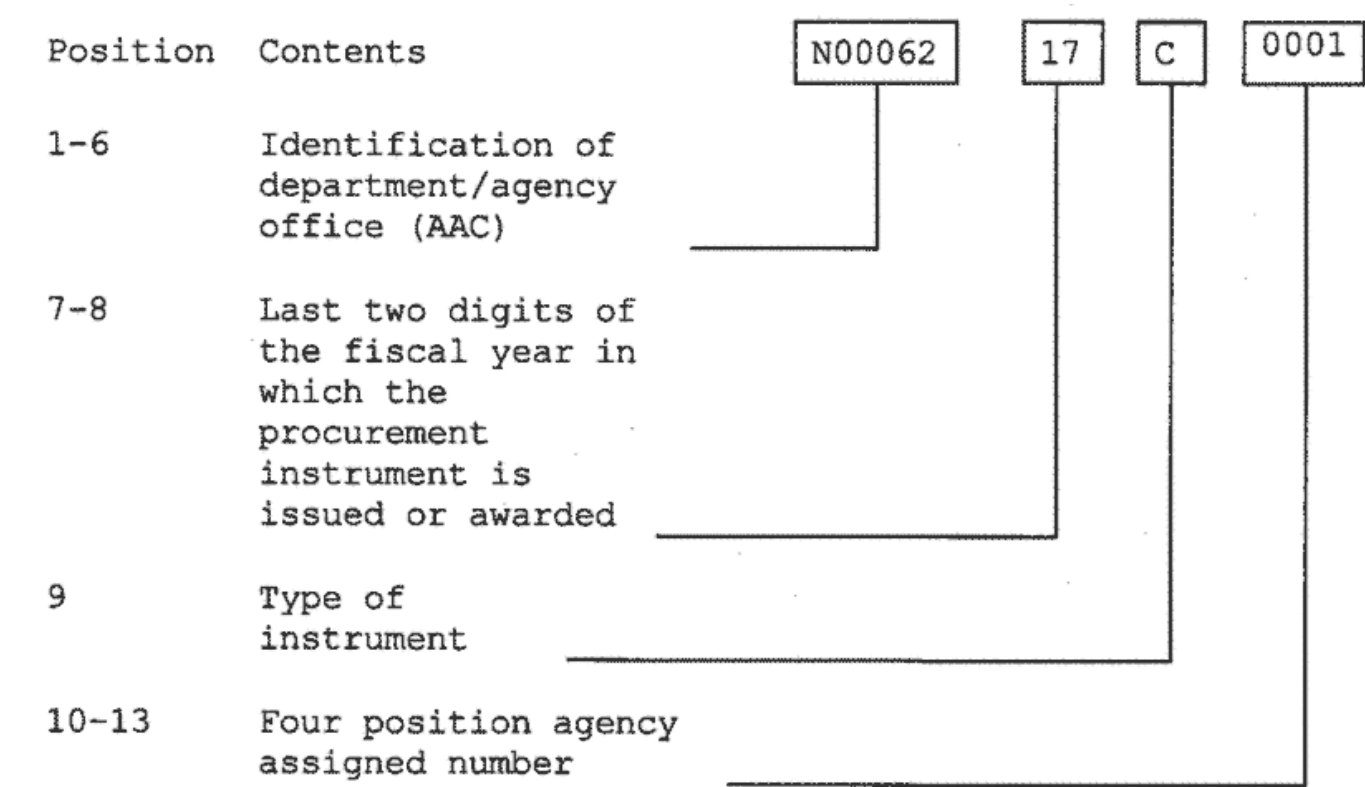 Position Contents N00062 17 C 0001
1-6 Identification of
department/agency
office (AAC)
7-8 Last two digits of
the fiscal year in
which the
procurement
instrument is
issued or awarded
9 Type of
instrument
10-13 Four position agency
assigned number